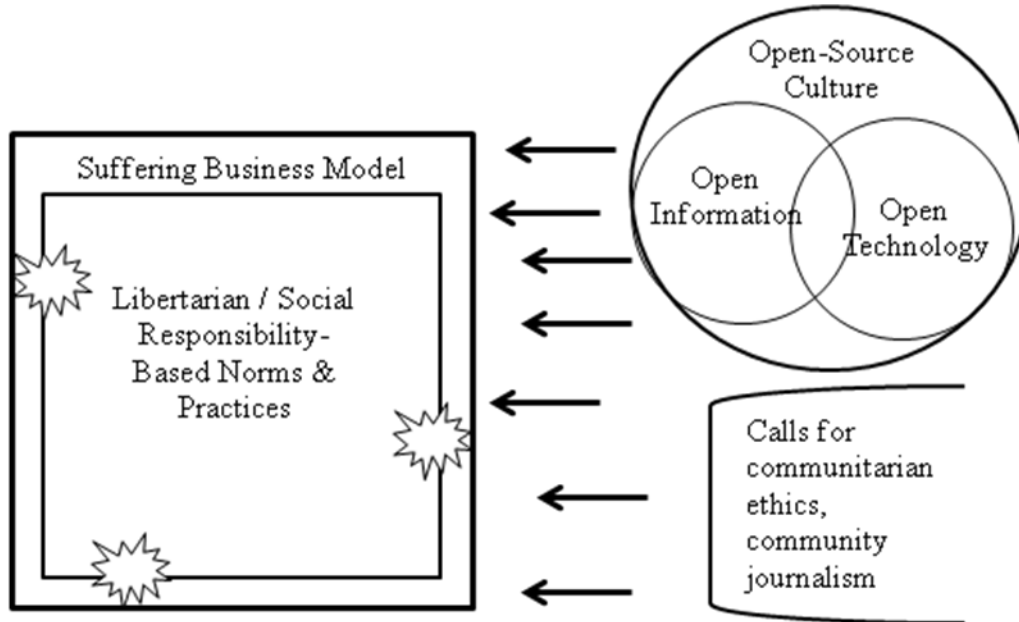 Suffering Business Model
Libertarian / Social
Responsibility-
Based Norms &
Practices
Open-Source
Culture
Open
Information
Open
Technology
Calls for
communitarian
ethics,
community
journalism